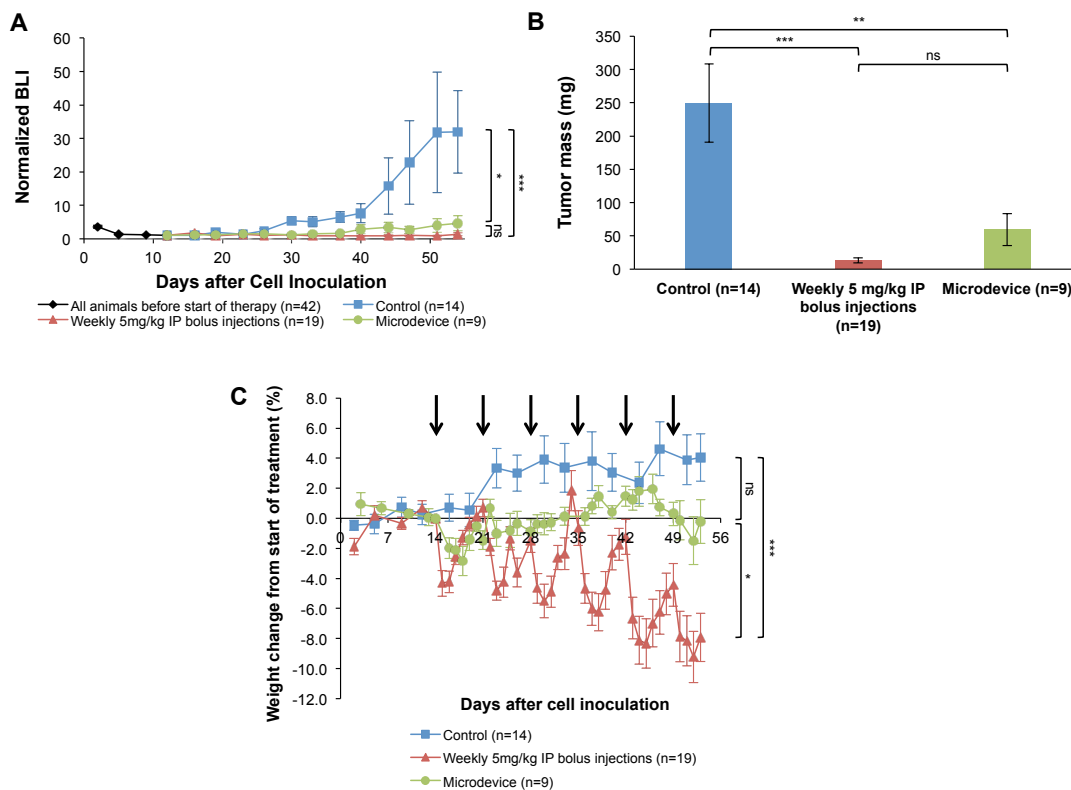 A
Normalized BLI
60
50
40
30
20
10
0
0 10 20 30 40 50
Days after Cell Inoculation
*
***
ns
All animals before start of therapy (n=42)
Control (n=14)
Weekly 5mg/kg IP bolus injections (n=19)
Microdevice (n=9)
B
Tumor mass (mg)
350
300
250
200
150
100
50
0
**
***
ns
Control (n=14)
Weekly 5 mg/kg IP
bolus injections
(n=19)
Microdevice (n=9)
C
Weight change from start of treatment (%)
8.0
6.0
4.0
2.0
0.0
-2.0
-4.0
-6.0
-8.0
-10.0
-12.0
0 7 14 21 28 35 42 49 56
Days after cell inoculation
ns
***
*
Control (n=14)
Weekly 5mg/kg IP bolus injections (n=19)
Microdevice (n=9)